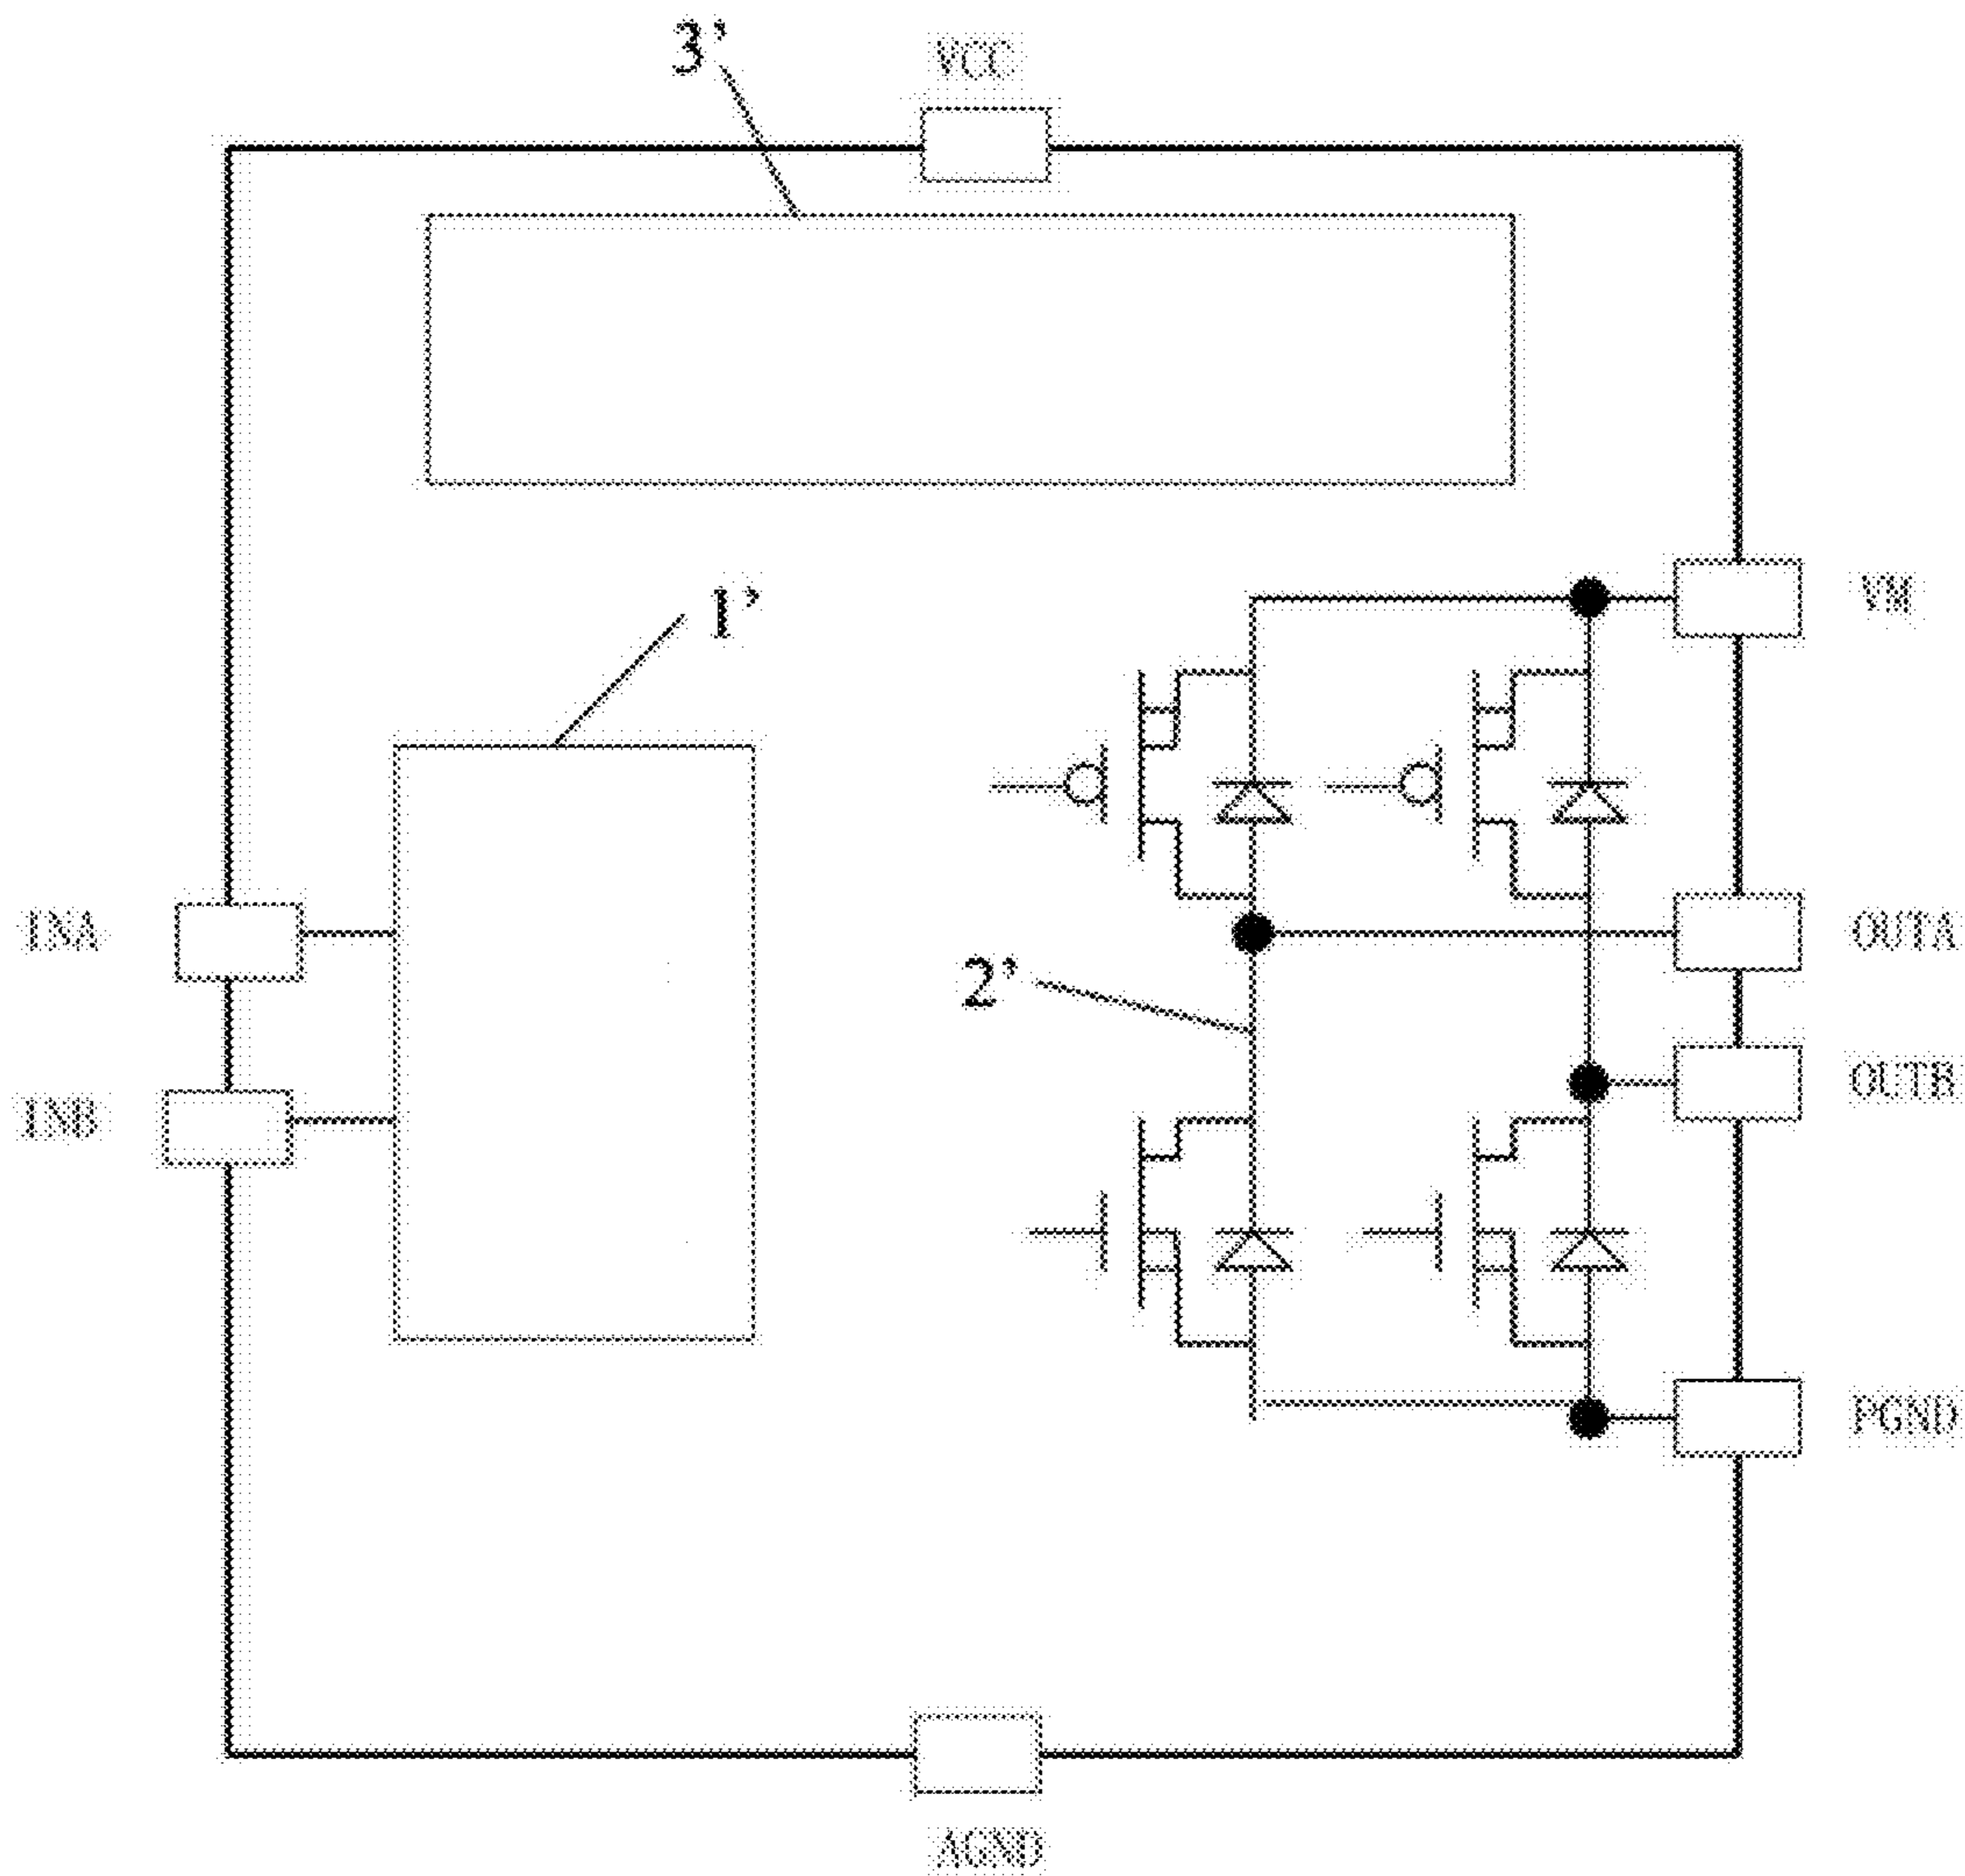 3’
VCC
1’
VM
INA
OUTA
2’
OUTB
INB
PGND
AGND